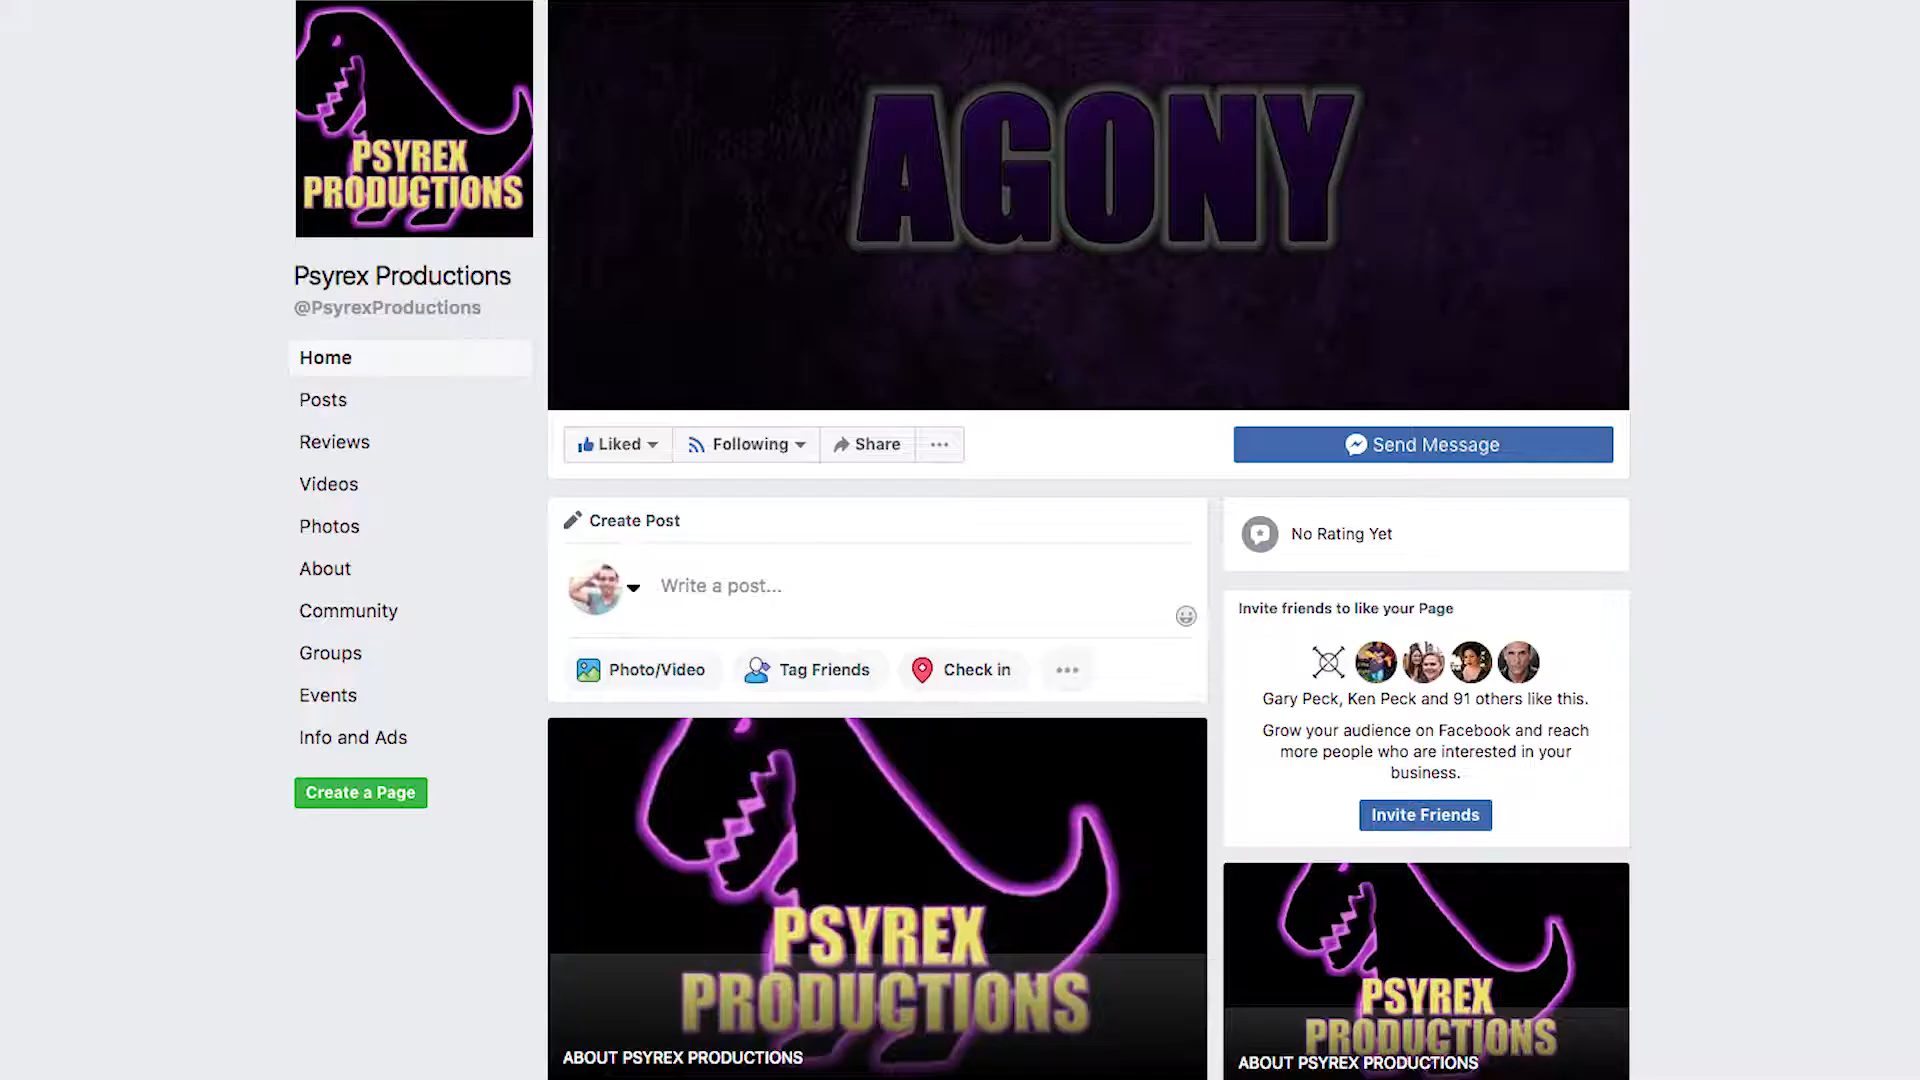 PSYREX
PRODUCTIONS
Psyrex Productions
@PsyrexProductions
Home
Posts
Reviews
Videos
Photos
About
Community
Groups
Events
Info and Ads
Create a Page
AGONY
Liked
Following
Share
Send Message
Create Post
Write a post...
Photo/Video
Tag Friends
Check in
PSYREX
PRODUCTIONS
ABOUT PSYREX PRODUCTIONS
No Rating Yet
Invite friends to like your Page
Gary Peck, Ken Peck and 91 others like this.
Grow your audience on Facebook and reach
more people who are interested in your
business.
Invite Friends
PSYREX
PRODUCTIONS
ABOUT PSYREX PRODUCTIONS